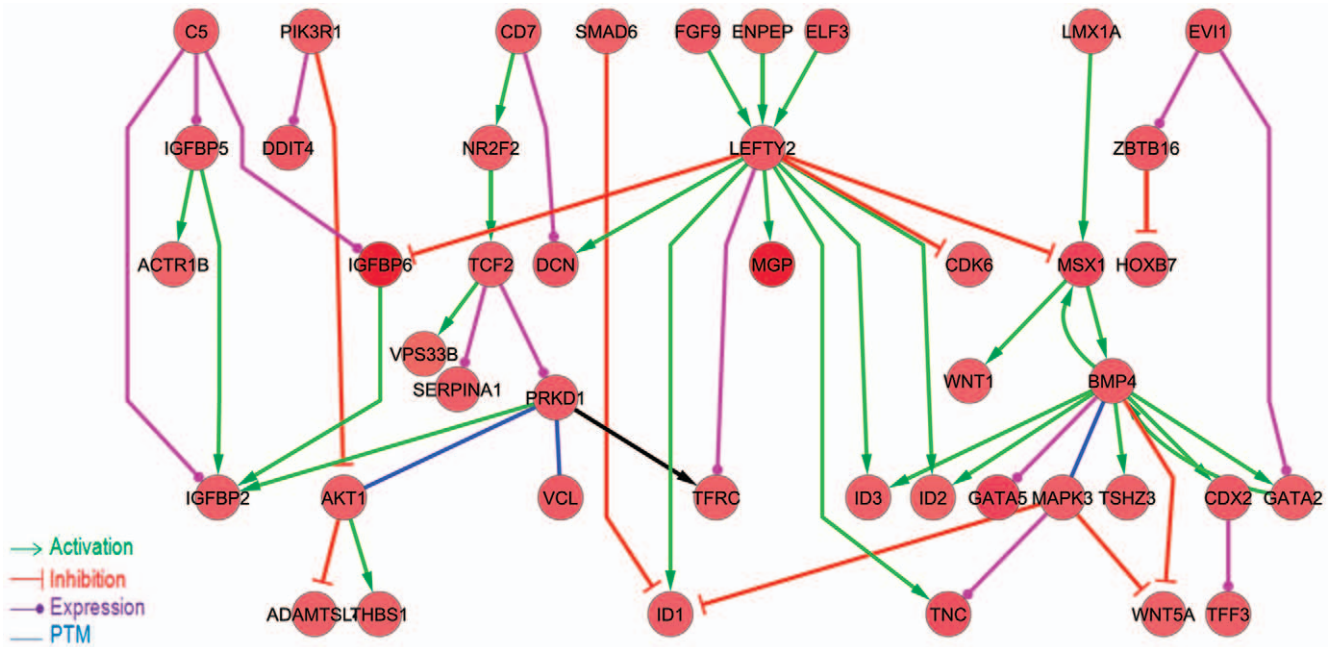 C5
PIK3R1
CD7
SMAD6
FGF9
ENPEP
ELF3
LMX1A
EVI1
IGFBP5
DDIT4
NR2F2
LEFTY2
ZBTB16
ACTR1B
IGFBP6
TCF2
DCN
MGP
CDK6
MSX1
HOXB7
VPS33B
SERPINA1
PRKD1
WNT1
BMP4
IGFBP2
AKT1
VCL
TFRC
ID3
ID2
GATA5
MAPK3
TSHZ3
CDX2
GATA2
Activation
Inhibition
Expression
PTM
ADAMTSL
THBS1
ID1
TNC
WNT5A
TFF3